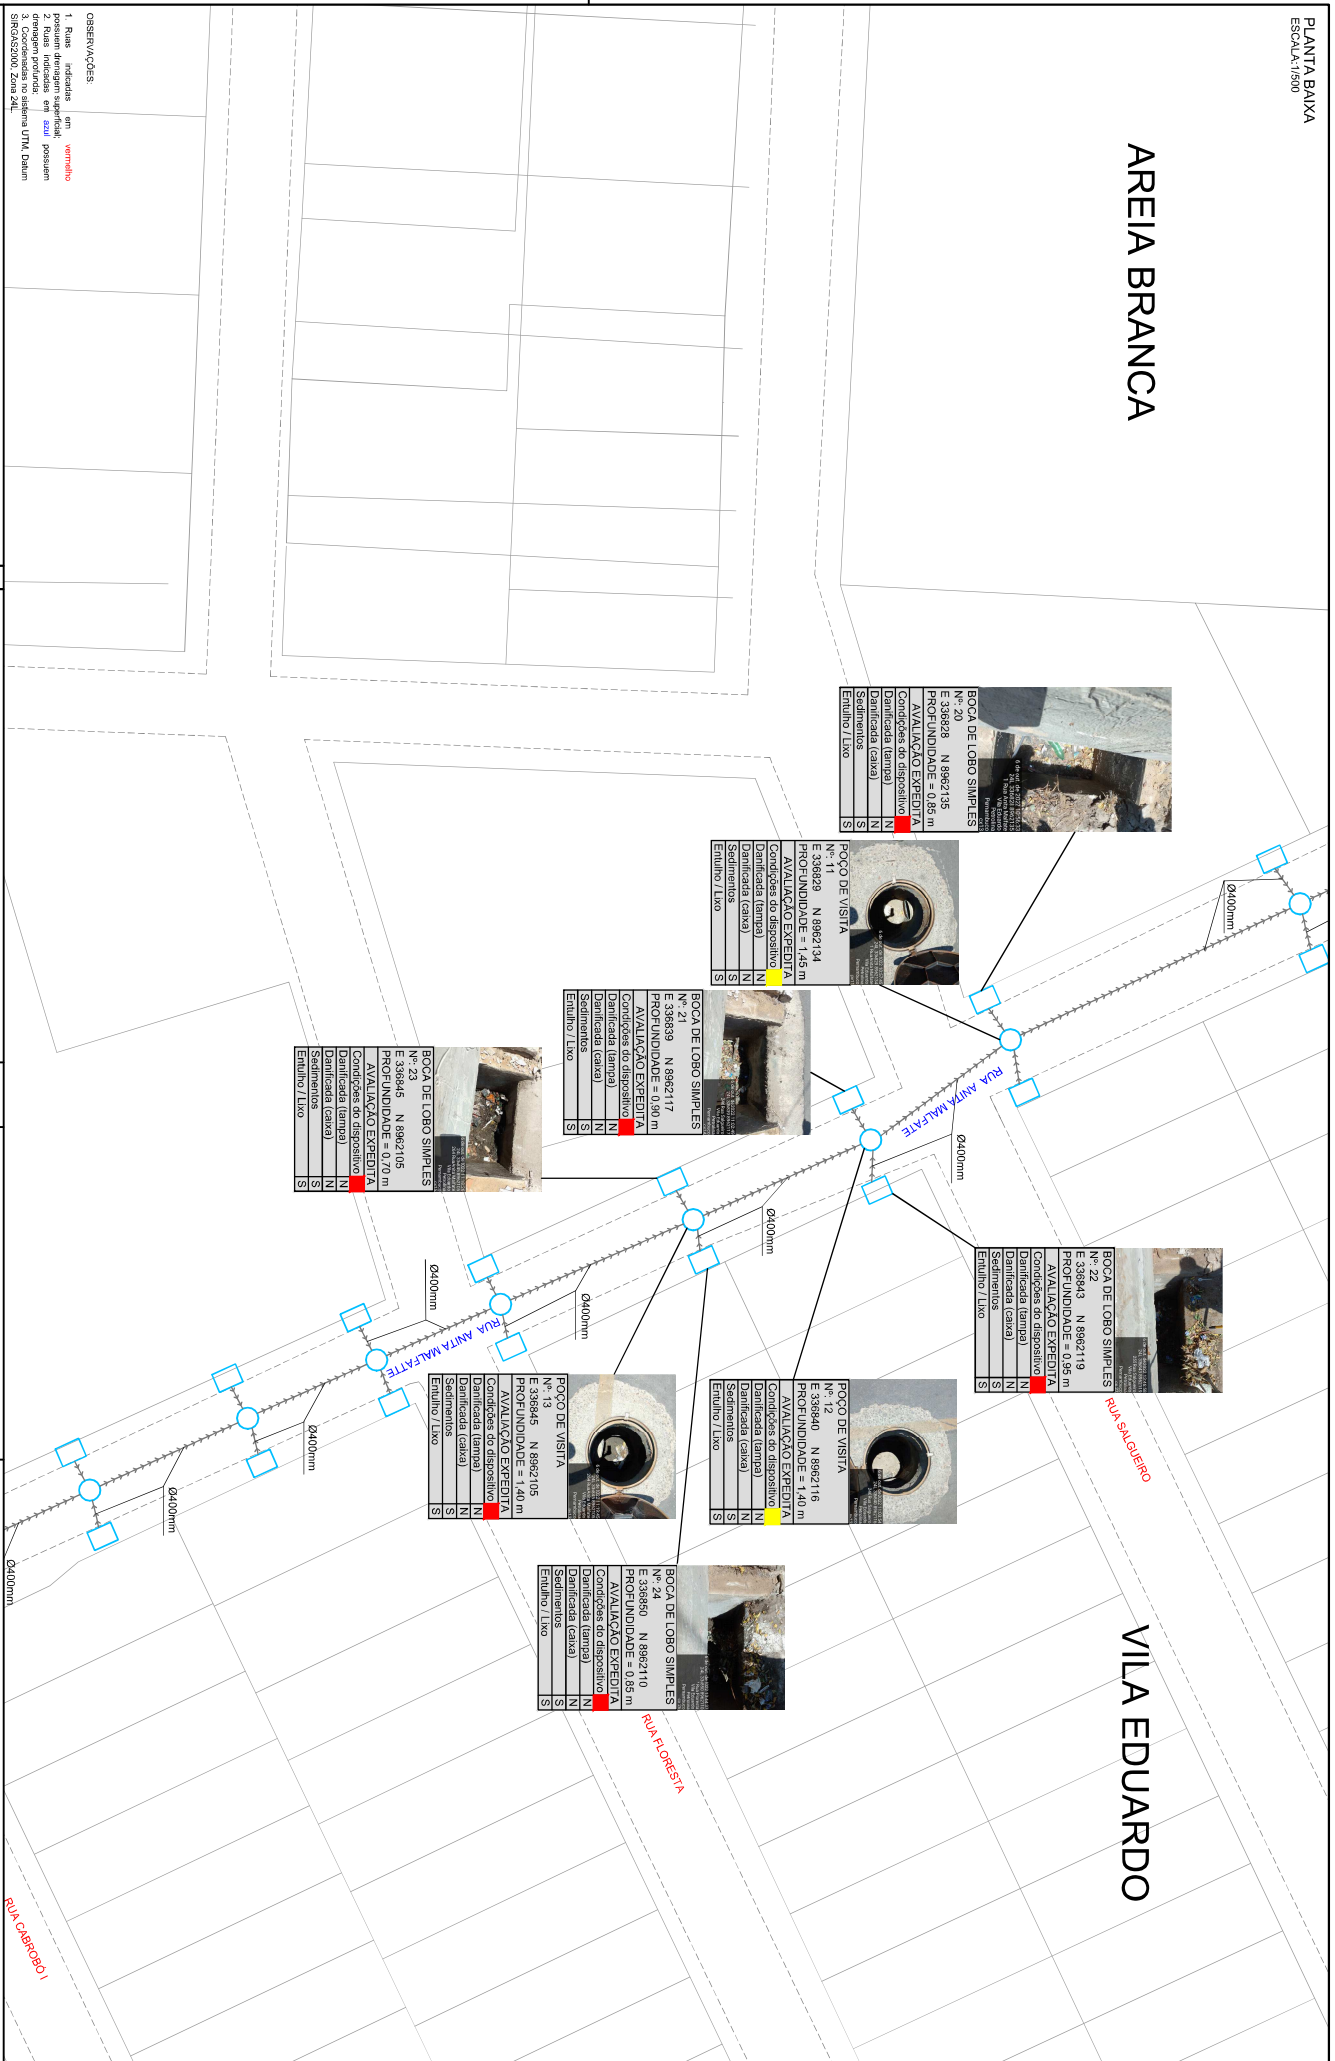 PLANTA BAIXA
ESCALA:1/500
AREIA BRANCA
VILA EDUARDO
BOCA DE LOBO SIMPLES
Nº: 20
E 336828 N 8962135
PROFUNDIDADE = 0,85 m
AVALIAÇÃO EXPEDITA
Condições do dispositivo
Danificada (tampa) N
Danificada (caixa) N
Sedimentos S
Entulho / Lixo S
POÇO DE VISITA
Nº: 11
E 336829 N 8962134
PROFUNDIDADE = 1,45 m
AVALIAÇÃO EXPEDITA
Condições do dispositivo
Danificada (tampa) N
Danificada (caixa) N
Sedimentos S
Entulho / Lixo S
BOCA DE LOBO SIMPLES
Nº: 21
E 336839 N 8962117
PROFUNDIDADE = 0,90 m
AVALIAÇÃO EXPEDITA
Condições do dispositivo
Danificada (tampa) N
Danificada (caixa) N
Sedimentos S
Entulho / Lixo S
BOCA DE LOBO SIMPLES
Nº: 23
E 336845 N 8962105
PROFUNDIDADE = 0,70 m
AVALIAÇÃO EXPEDITA
Condições do dispositivo
Danificada (tampa) N
Danificada (caixa) N
Sedimentos S
Entulho / Lixo S
BOCA DE LOBO SIMPLES
Nº: 22
E 336843 N 8962119
PROFUNDIDADE = 0,95 m
AVALIAÇÃO EXPEDITA
Condições do dispositivo
Danificada (tampa) N
Danificada (caixa) N
Sedimentos S
Entulho / Lixo S
POÇO DE VISITA
Nº: 12
E 336840 N 8962116
PROFUNDIDADE = 1,40 m
AVALIAÇÃO EXPEDITA
Condições do dispositivo
Danificada (tampa) N
Danificada (caixa) N
Sedimentos S
Entulho / Lixo S
POÇO DE VISITA
Nº: 13
E 336845 N 8962105
PROFUNDIDADE = 1,40 m
AVALIAÇÃO EXPEDITA
Condições do dispositivo
Danificada (tampa) N
Danificada (caixa) N
Sedimentos S
Entulho / Lixo S
BOCA DE LOBO SIMPLES
Nº: 24
E 336850 N 8962110
PROFUNDIDADE = 0,85 m
AVALIAÇÃO EXPEDITA
Condições do dispositivo
Danificada (tampa) N
Danificada (caixa) N
Sedimentos S
Entulho / Lixo S
Ø400mm
Ø400mm
Ø400mm
Ø400mm
Ø400mm
Ø400mm
Ø400mm
Ø400mm
RUA ANITA MALFATE
RUA ANITA MALFATTE
RUA SALGUEIRO
RUA FLORESTA
RUA CABROBÓ I
OBSERVAÇÕES:
1. Ruas indicadas em vermelho
possuem drenagem superficial;
2. Ruas indicadas em azul possuem
drenagem profunda;
3. Coordenadas no sistema UTM, Datum
SIRGAS2000, Zona 24L.